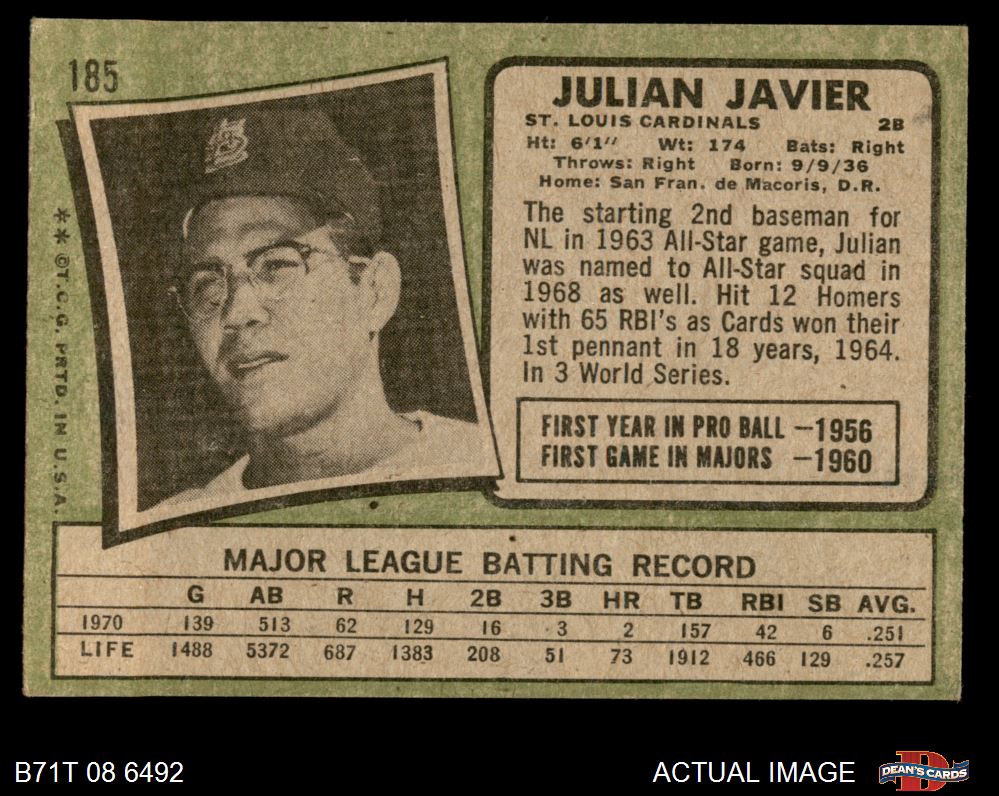 185
JULIAN JAVIER
ST. LOUIS CARDINALS 2B
Ht: 6'1" Wt: 174 Bats: Right
Throws: Right Born: 9/9/36
Home: San Fran. de Macoris, D.R.
The starting 2nd baseman for
NL in 1963 All-Star game, Julian
was named to All-Star squad in
1968 as well. Hit 12 Homers
with 65 RBI's as Cards won their
1st pennant in 18 years, 1964.
In 3 World Series.
FIRST YEAR IN PRO BALL —1956
FIRST GAME IN MAJORS —1960
** ©T.C.G. PRTD. IN U.S.A.
MAJOR LEAGUE BATTING RECORD
G AB R H 2B 3B HR TB RBI SB AVG.
1970 139 513 62 129 16 3 2 157 42 6 .251
LIFE 1488 5372 687 1383 208 51 73 1912 466 129 .257
B71T 08 6492
ACTUAL IMAGE
DEAN'S CARDS